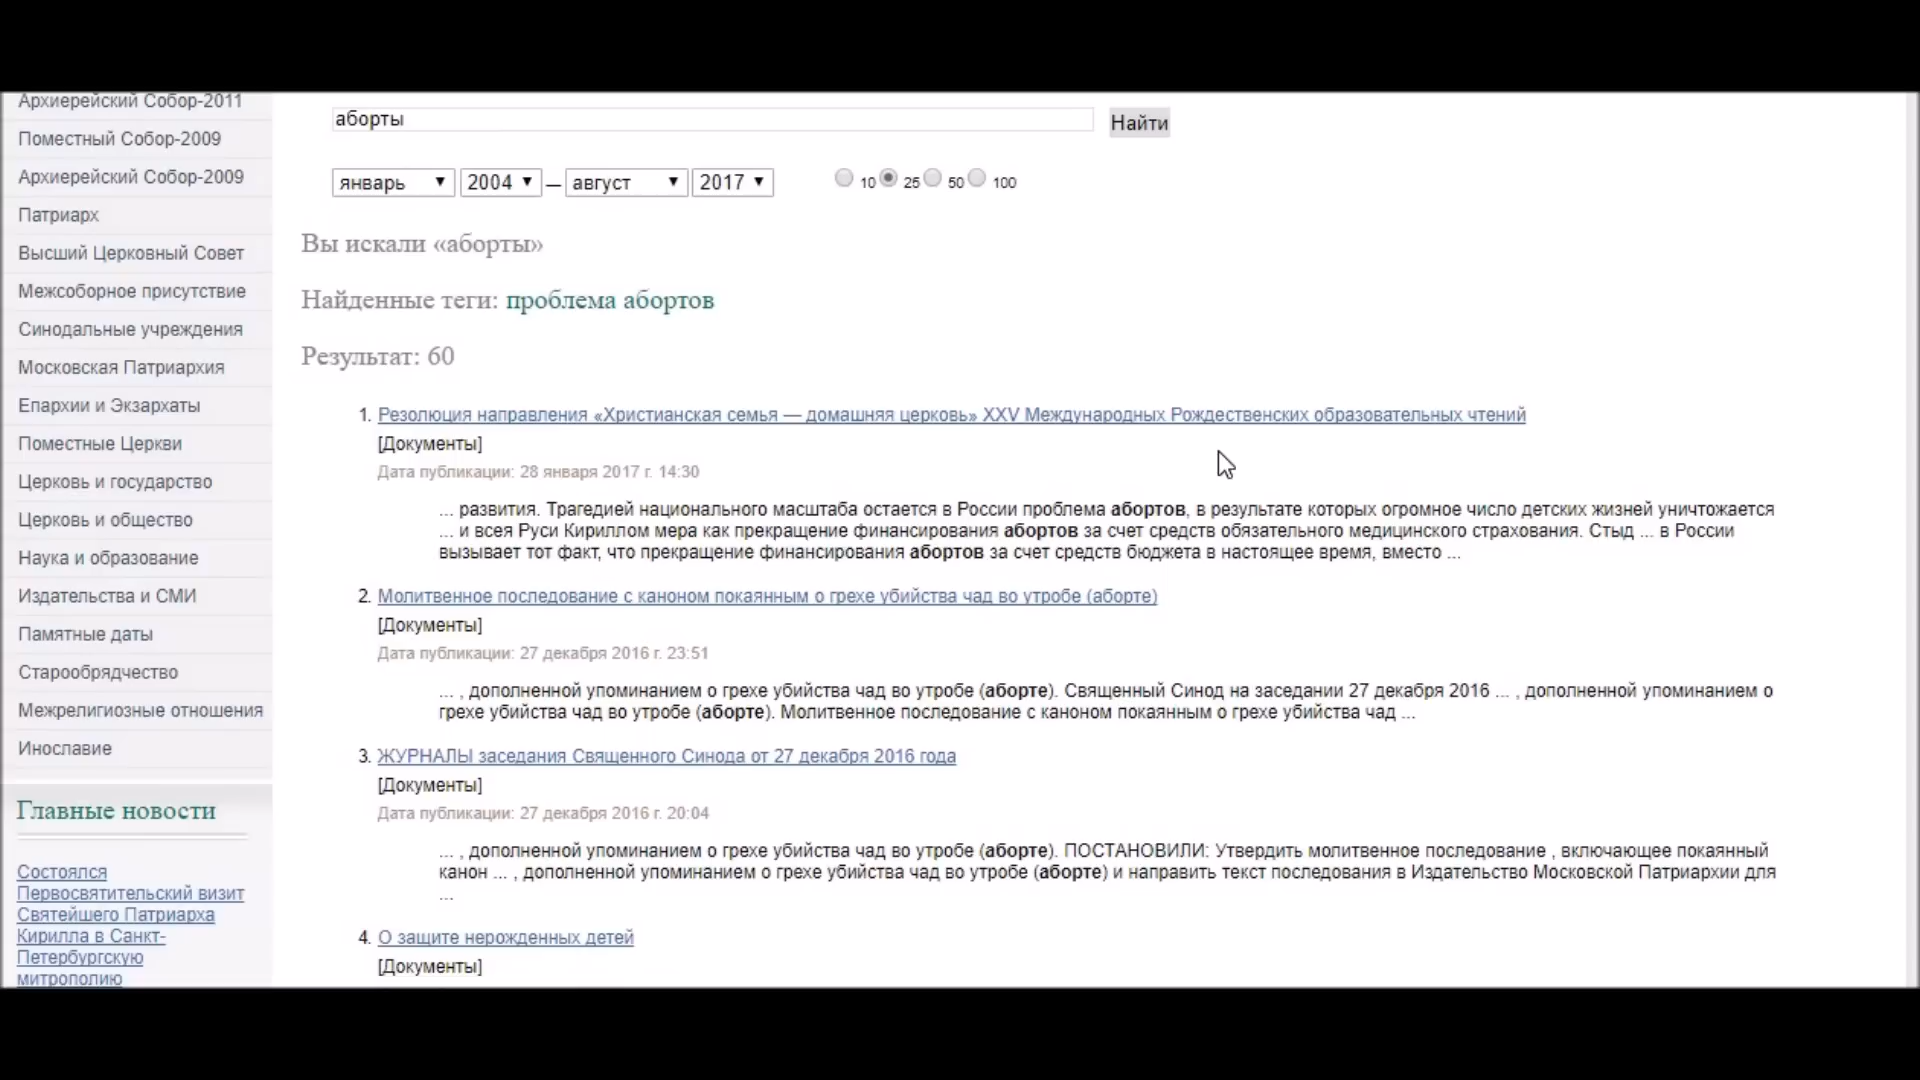 Архиерейский Собор-2011
Поместный Собор-2009
Архиерейский Собор-2009
Патриарх
Высший Церковный Совет
Межсоборное присутствие
Синодальные учреждения
Московская Патриархия
Епархии и Экзархаты
Поместные Церкви
Церковь и государство
Церковь и общество
Наука и образование
Издательства и СМИ
Памятные даты
Старообрядчество
Межрелигиозные отношения
Инославие
Главные новости
Состоялся
Первосвятительский визит
Святейшего Патриарха
Кирилла в Санкт-
Петербургскую
митрополию
аборты Найти
январь 2004 — август 2017 10 25 50 100
Вы искали «аборты»
Найденные теги: проблема абортов
Результат: 60
1. Резолюция направления «Христианская семья — домашняя церковь» XXV Международных Рождественских образовательных чтений
[Документы]
Дата публикации: 28 января 2017 г. 14:30
... развития. Трагедией национального масштаба остается в России проблема абортов, в результате которых огромное число детских жизней уничтожается
... и всея Руси Кириллом мера как прекращение финансирования абортов за счет средств обязательного медицинского страхования. Стыд ... в России
вызывает тот факт, что прекращение финансирования абортов за счет средств бюджета в настоящее время, вместо ...
2. Молитвенное последование с каноном покаянным о грехе убийства чад во утробе (аборте)
[Документы]
Дата публикации: 27 декабря 2016 г. 23:51
... , дополненной упоминанием о грехе убийства чад во утробе (аборте). Священный Синод на заседании 27 декабря 2016 ... , дополненной упоминанием о
грехе убийства чад во утробе (аборте). Молитвенное последование с каноном покаянным о грехе убийства чад ...
3. ЖУРНАЛЫ заседания Священного Синода от 27 декабря 2016 года
[Документы]
Дата публикации: 27 декабря 2016 г. 20:04
... , дополненной упоминанием о грехе убийства чад во утробе (аборте). ПОСТАНОВИЛИ: Утвердить молитвенное последование , включающее покаянный
канон ... , дополненной упоминанием о грехе убийства чад во утробе (аборте) и направить текст последования в Издательство Московской Патриархии для
...
4. О защите нерожденных детей
[Документы]